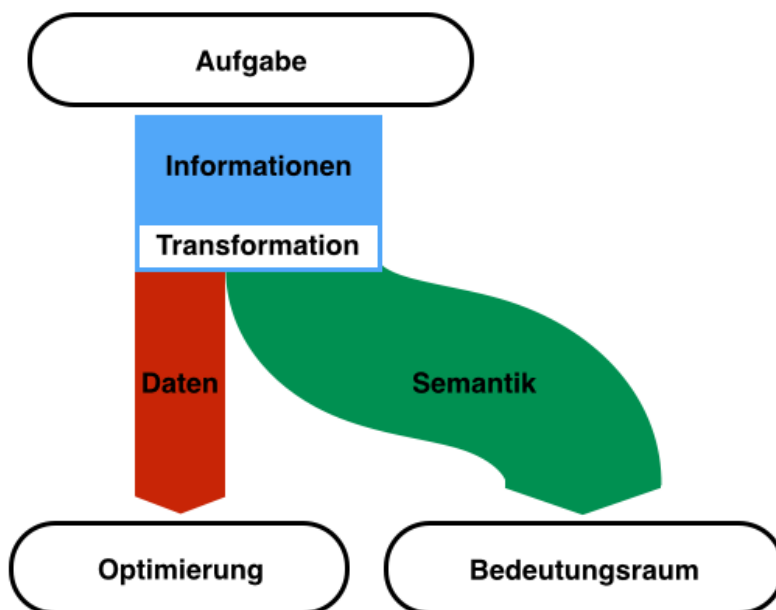 Aufgabe
Informationen
Transformation
Daten
Semantik
Optimierung
Bedeutungsraum